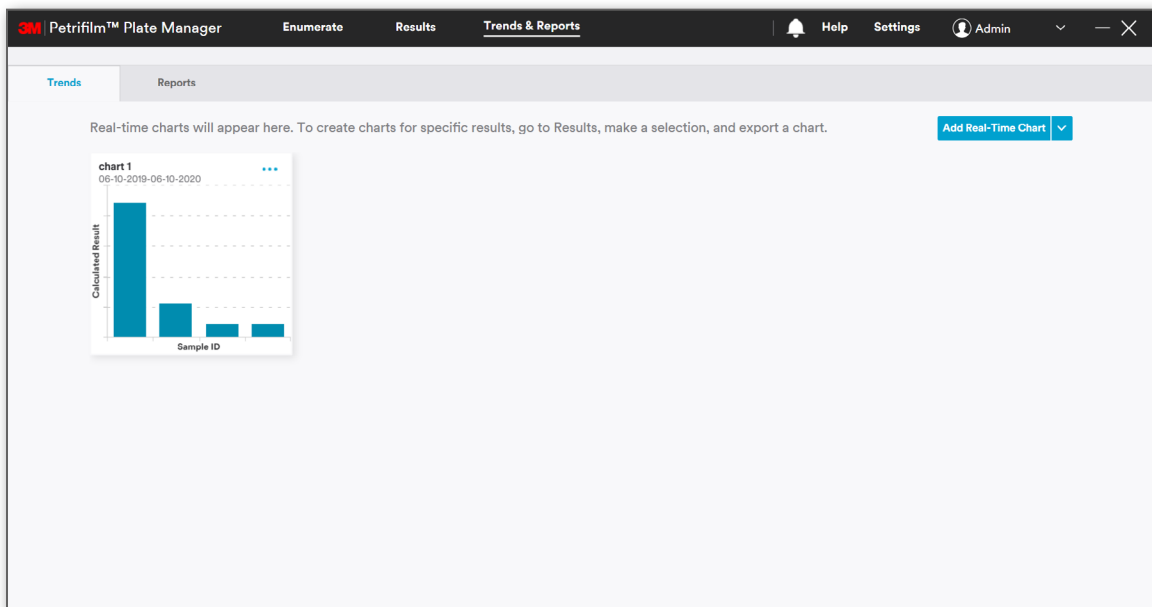 3M Petrifilm™ Plate Manager Enumerate Results Trends & Reports Help Settings Admin
Trends Reports
Real-time charts will appear here. To create charts for specific results, go to Results, make a selection, and export a chart. Add Real-Time Chart
chart 1
06-10-2019-06-10-2020
Calculated Result
Sample ID